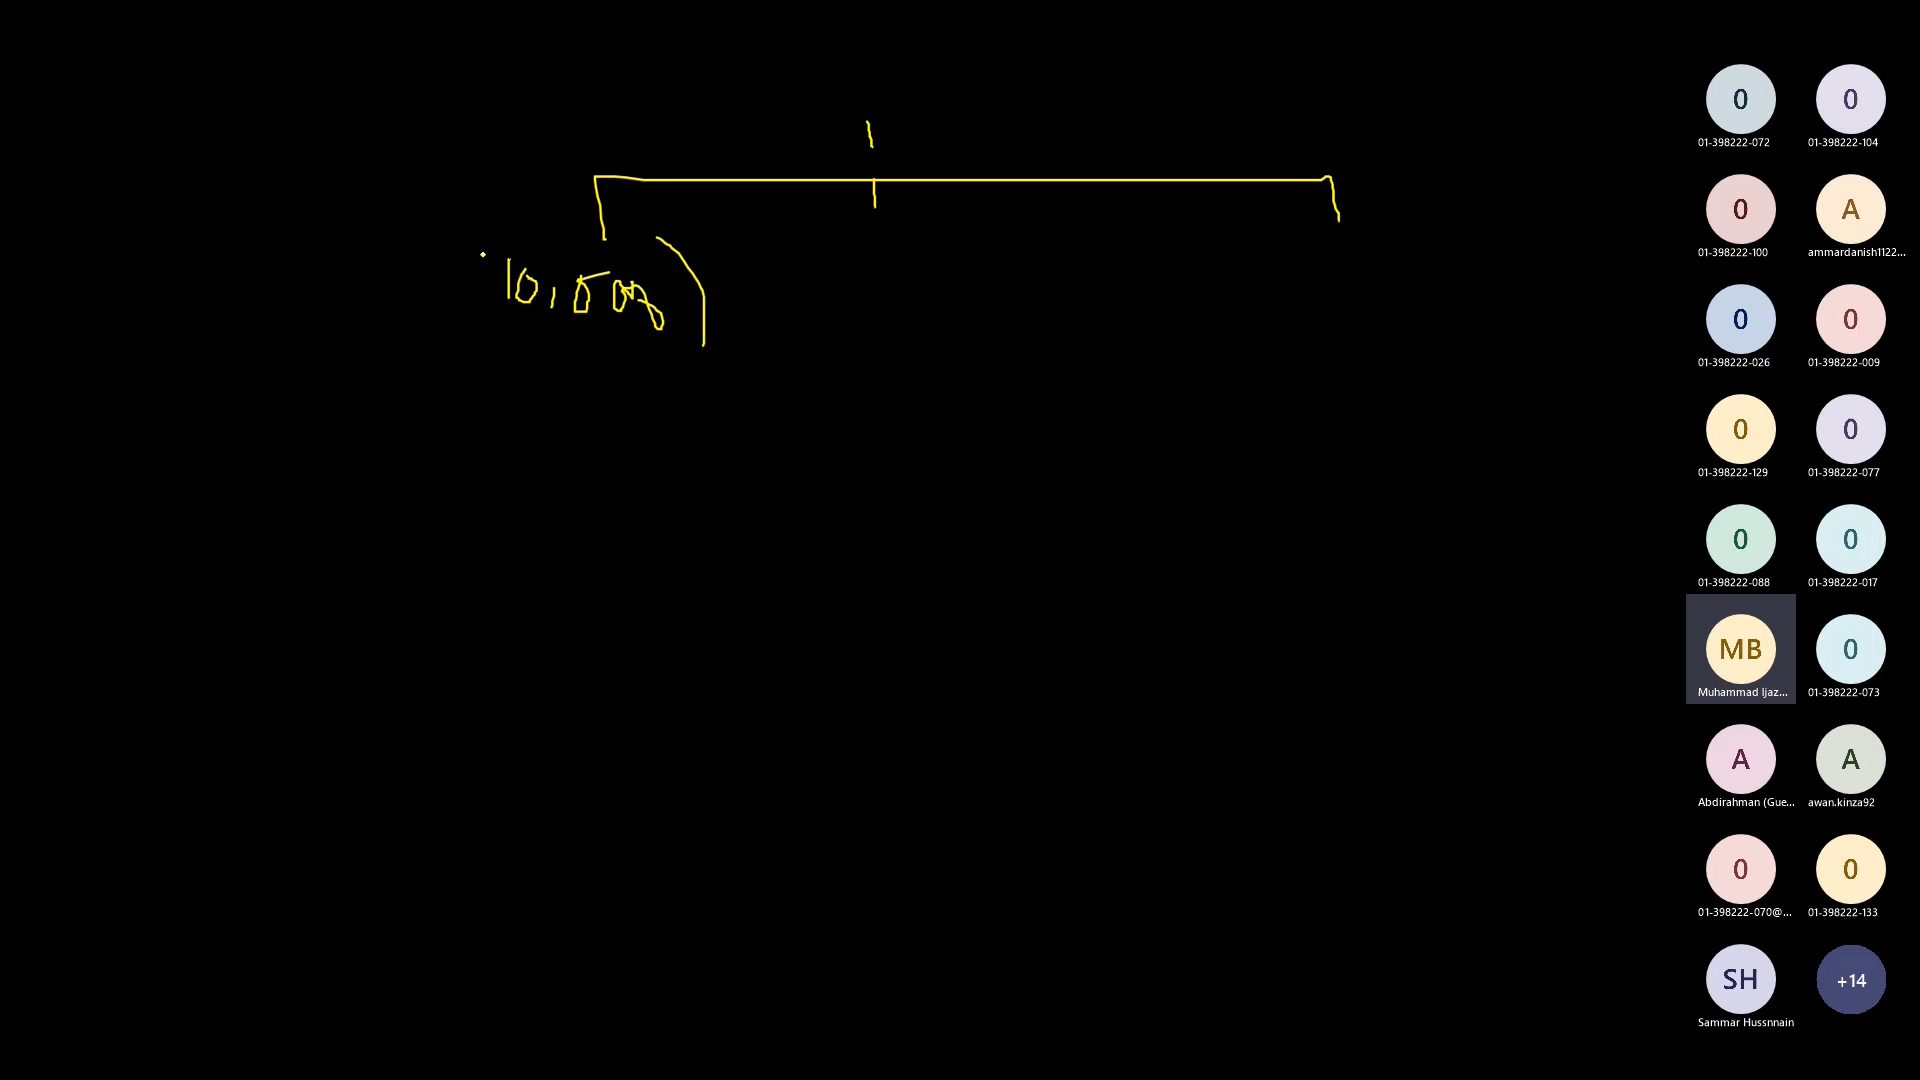 1
10,000)
0 0
01-398222-072 01-398222-104
0 A
01-398222-100 ammardanish1122...
0 0
01-398222-026 01-398222-009
0 0
01-398222-129 01-398222-077
0 0
01-398222-088 01-398222-017
MB 0
Muhammad Ijaz... 01-398222-073
A A
Abdirahman (Gue... awan.kinza92
0 0
01-398222-070@... 01-398222-133
SH +14
Sammar Hussnnain